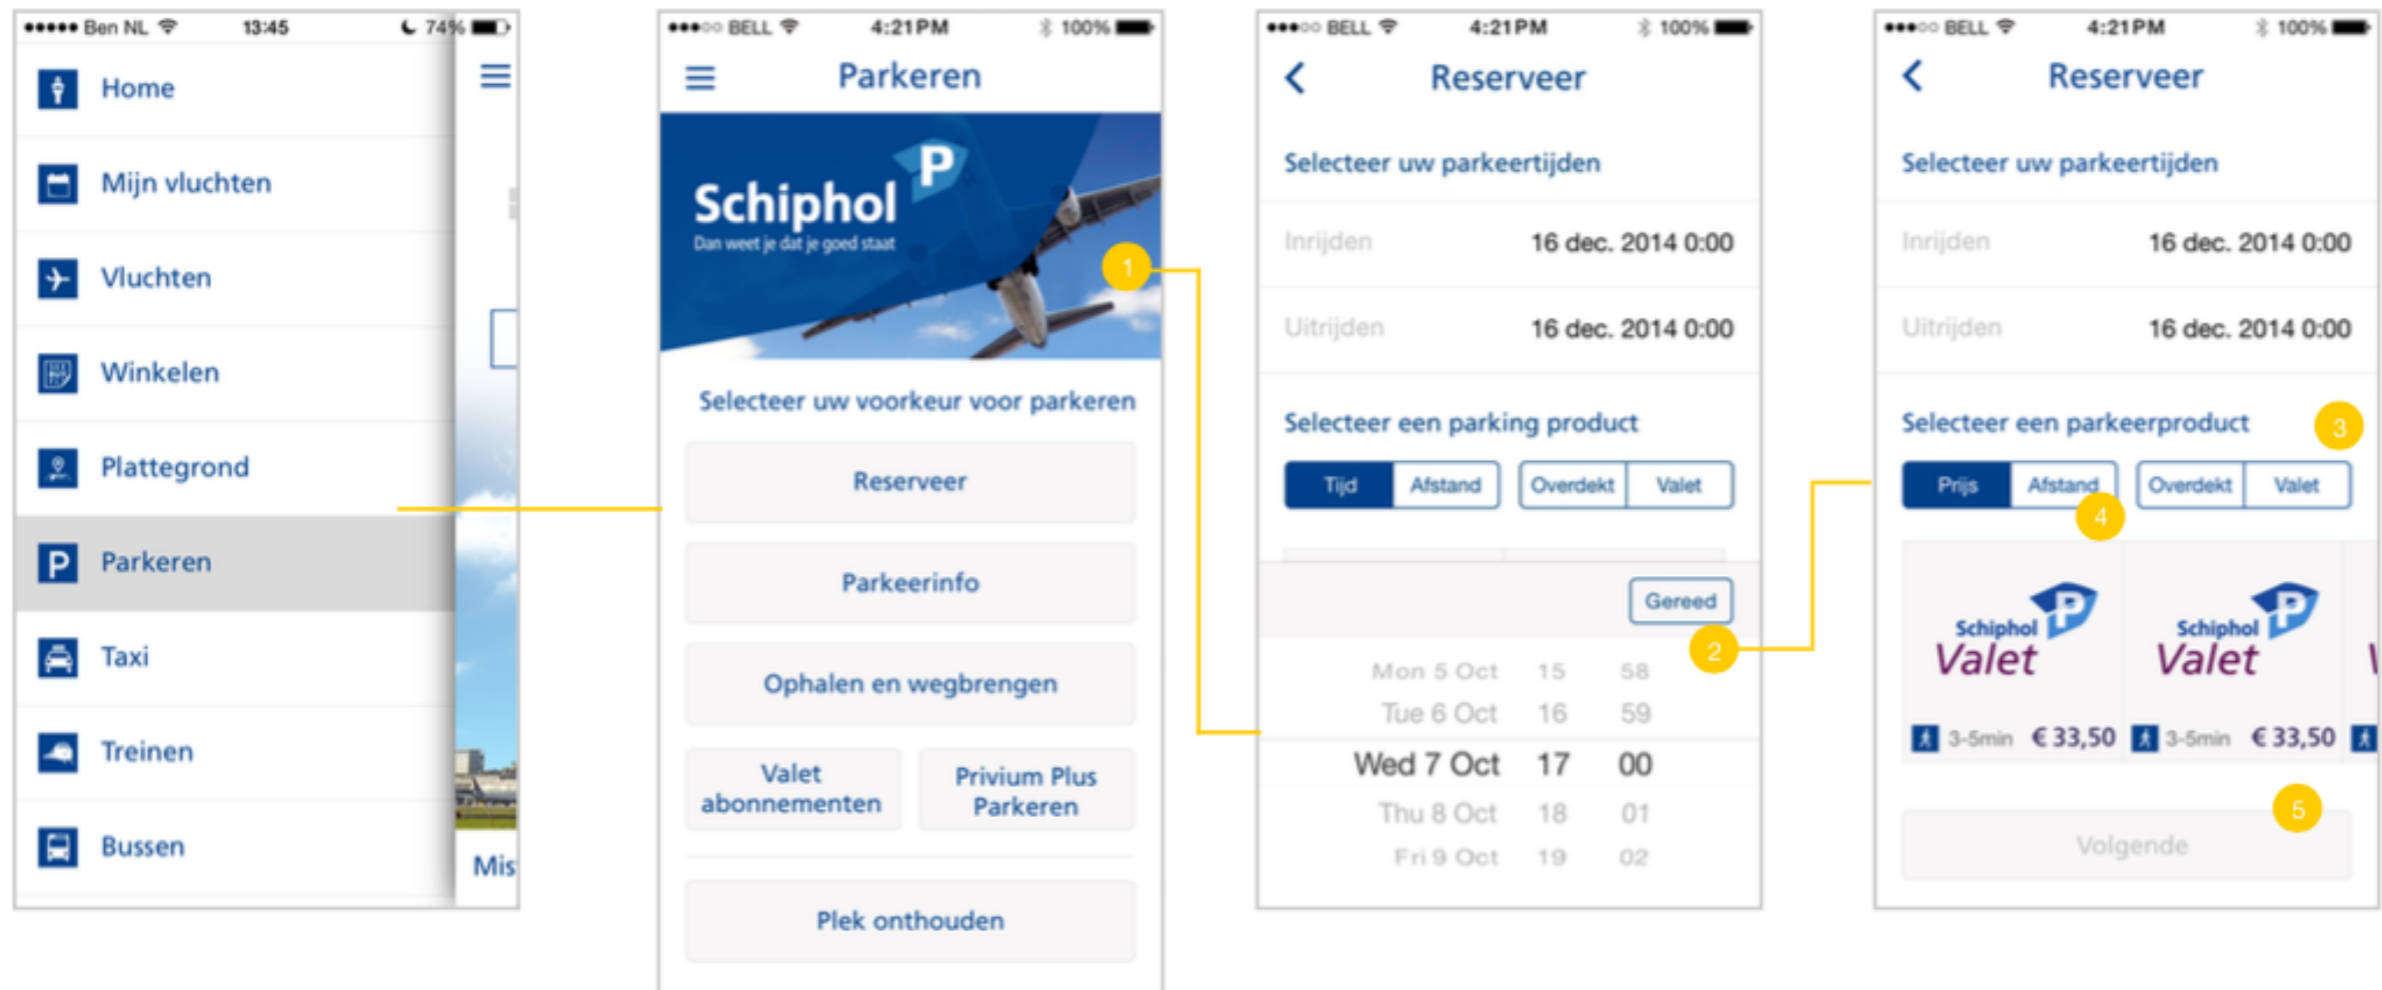 Ben NL 13:45 74%
Home
Mijn vluchten
Vluchten
Winkelen
Plattegrond
P Parkeren
Taxi
Treinen
Bussen
Mis
BELL 4:21 PM 100%
Parkeren
P
Schiphol
Dan weet je dat je goed staat
1
Selecteer uw voorkeur voor parkeren
Reserveer
Parkeerinfo
Ophalen en wegbrengen
Valet
abonnementen
Privium Plus
Parkeren
Plek onthouden
BELL 4:21 PM 100%
Reserveer
Selecteer uw parkeertijden
Inrijden 16 dec. 2014 0:00
Uitrijden 16 dec. 2014 0:00
Selecteer een parking product
Tijd Afstand Overdekt Valet
Gereed
2
Mon 5 Oct 15 58
Tue 6 Oct 16 59
Wed 7 Oct 17 00
Thu 8 Oct 18 01
Fri 9 Oct 19 02
BELL 4:21 PM 100%
Reserveer
Selecteer uw parkeertijden
Inrijden 16 dec. 2014 0:00
Uitrijden 16 dec. 2014 0:00
Selecteer een parkeerproduct
3
Prijs Afstand Overdekt Valet
4
P P
Schiphol Schiphol
Valet Valet V
3-5min € 33,50 3-5min € 33,50
5
Volgende